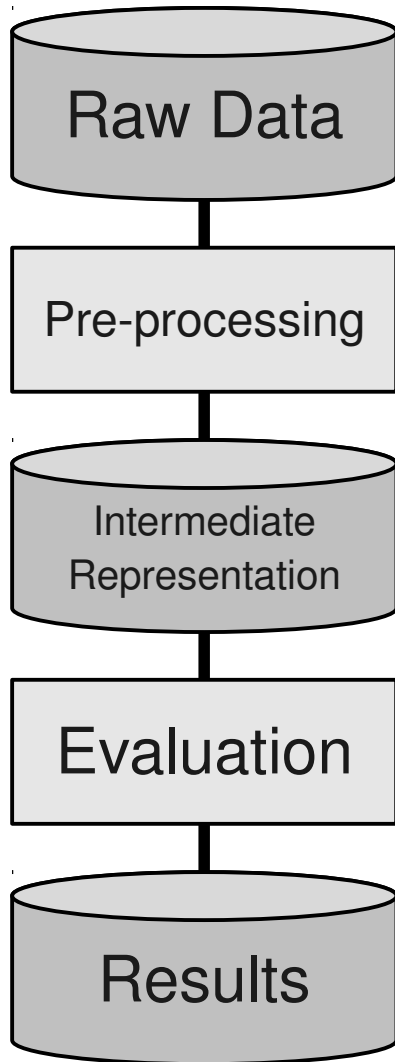 Raw Data
Pre-processing
Intermediate
Representation
Evaluation
Results